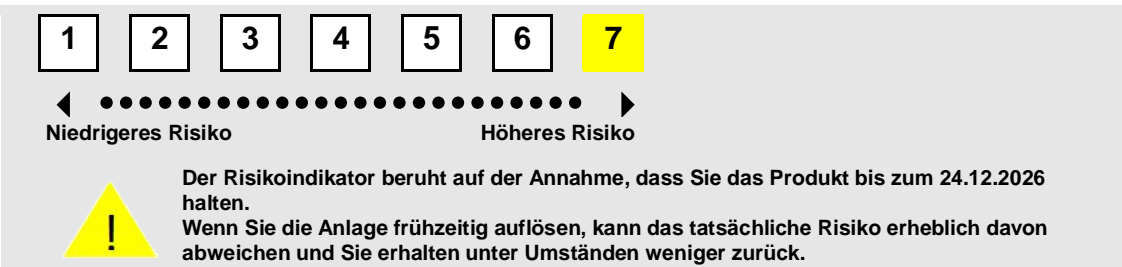 1 2 3 4 5 6 7
Niedrigeres Risiko Höheres Risiko
Der Risikoindikator beruht auf der Annahme, dass Sie das Produkt bis zum 24.12.2026
halten.
Wenn Sie die Anlage frühzeitig auflösen, kann das tatsächliche Risiko erheblich davon
abweichen und Sie erhalten unter Umständen weniger zurück.
!